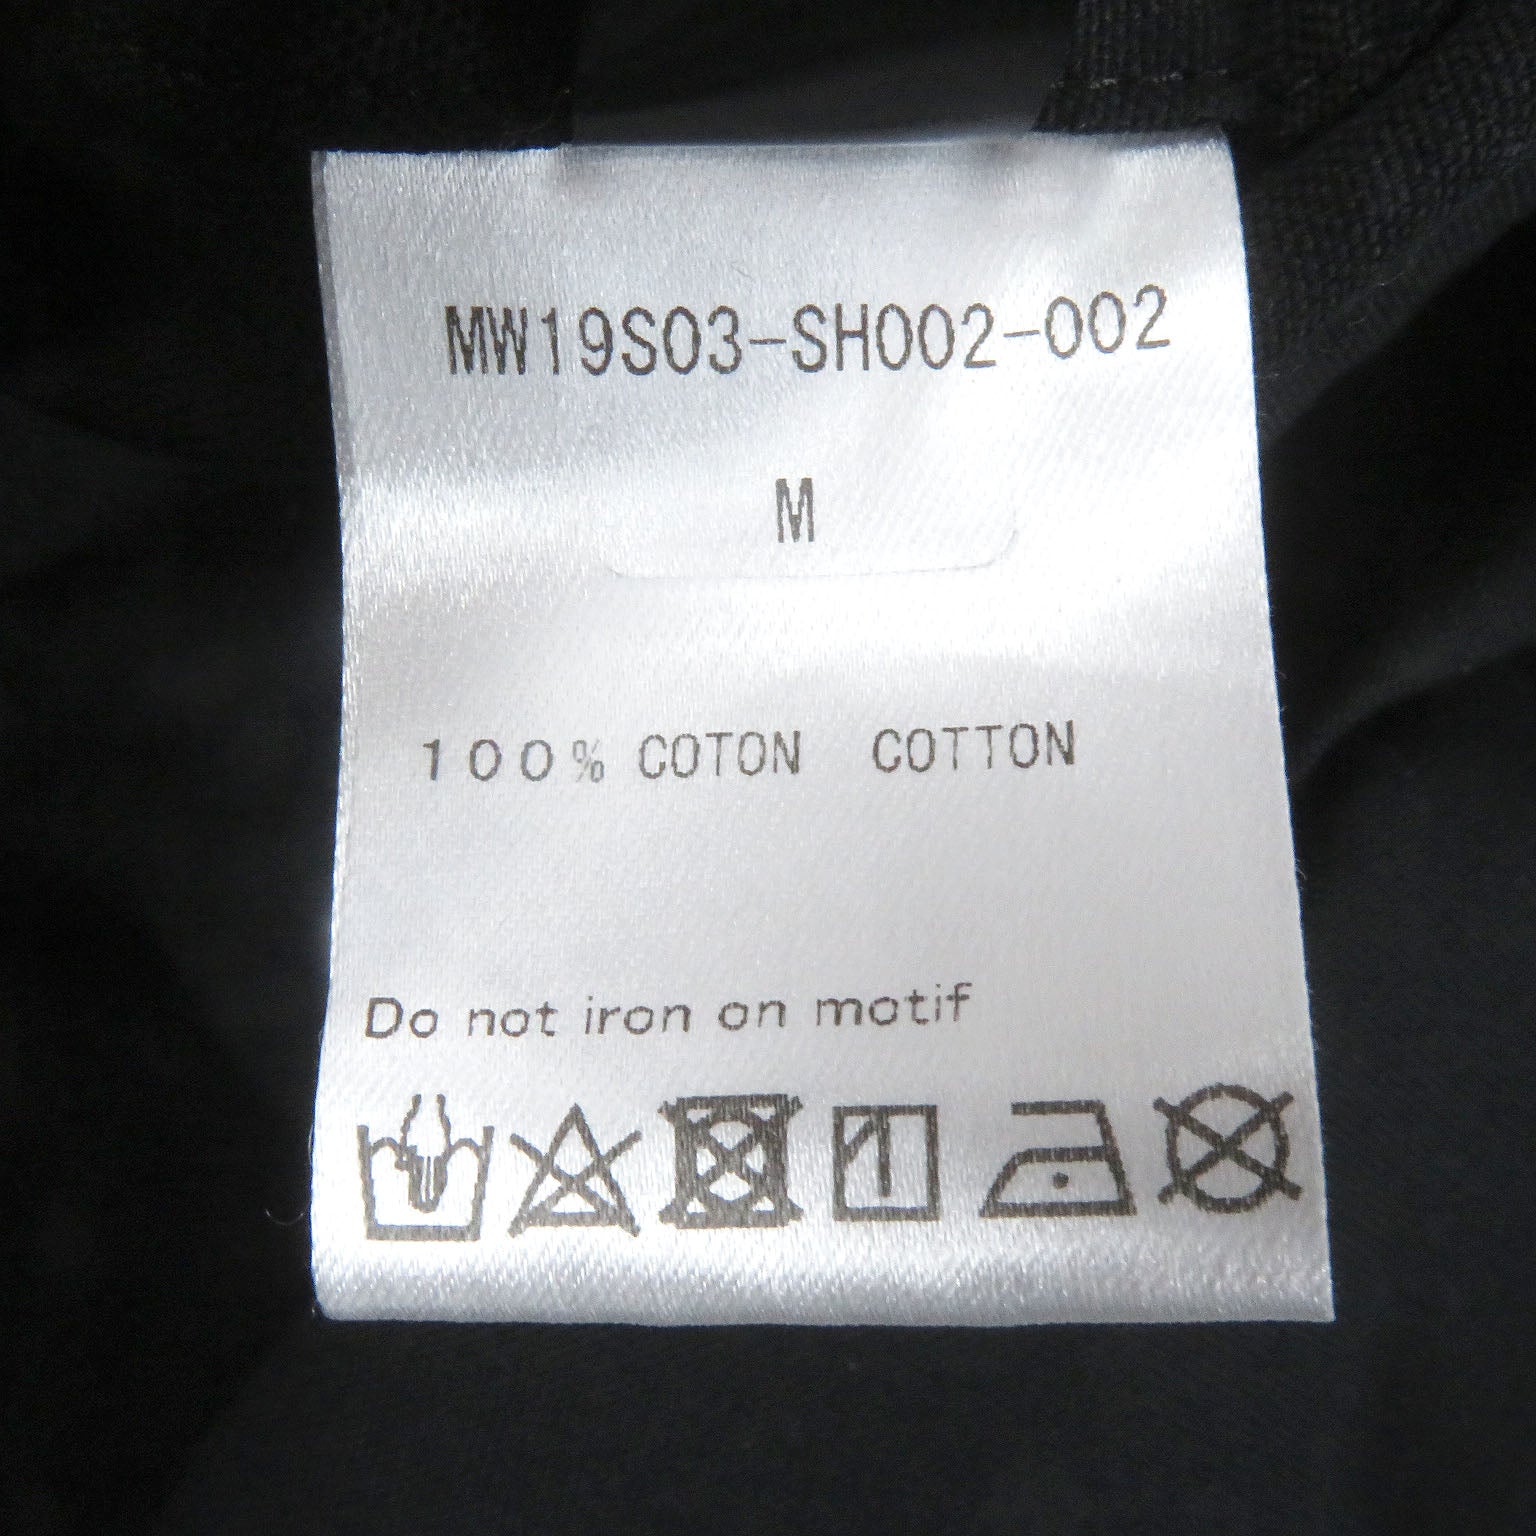 MW19S03-SH002-002
M
100% COTON COTTON
Do not iron on motif